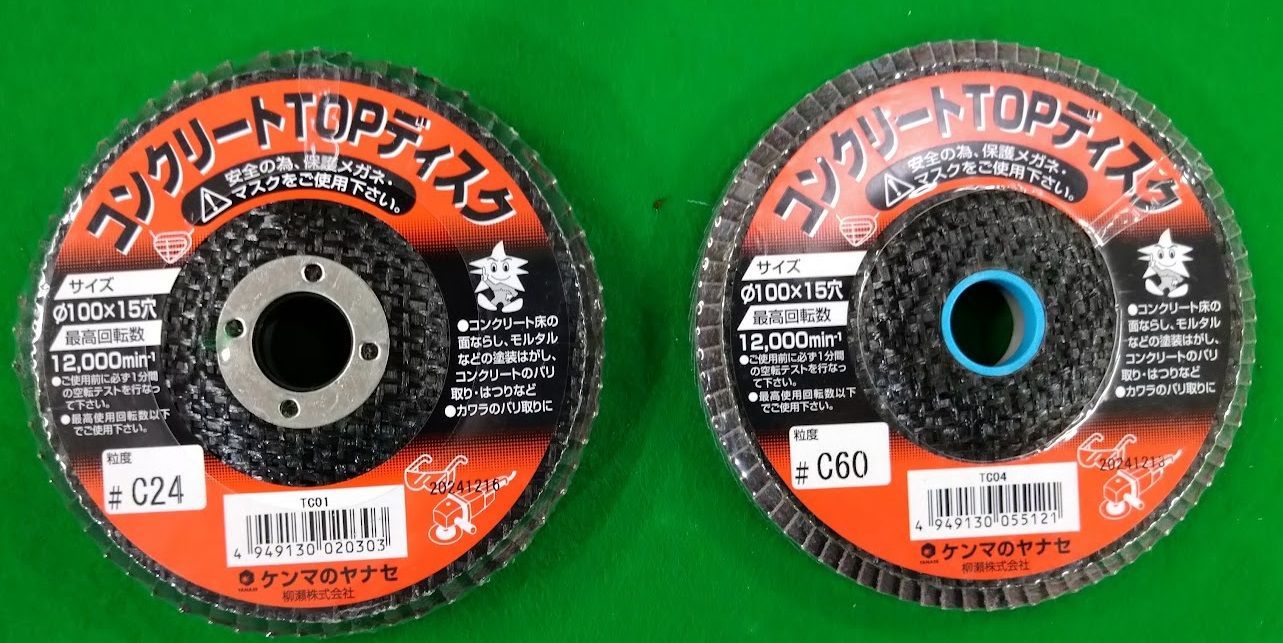 コンクリートTOPディスク
安全の為、保護メガネ・
マスクをご使用下さい。
サイズ
Ø100×15穴
最高回転数
12,000min⁻¹
●ご使用前に必ず1分間
の空転テストを行なっ
て下さい。
●最高使用回転数以下
でご使用下さい。
●コンクリート床の
面ならし、モルタル
などの塗装はがし、
コンクリートのバリ
取り・はつりなど
●カワラのバリ取りに
粒度
# C24
20241216
TC01
4 949130 020303
YANASE
ケンマのヤナセ
柳瀬株式会社
コンクリートTOPディスク
安全の為、保護メガネ・
マスクをご使用下さい。
サイズ
Ø100×15穴
最高回転数
12,000min⁻¹
●ご使用前に必ず1分間
の空転テストを行なっ
て下さい。
●最高使用回転数以下
でご使用下さい。
●コンクリート床の
面ならし、モルタル
などの塗装はがし、
コンクリートのバリ
取り・はつりなど
●カワラのバリ取りに
粒度
# C60
TC04
4 949130 055121
YANASE
ケンマのヤナセ
柳瀬株式会社